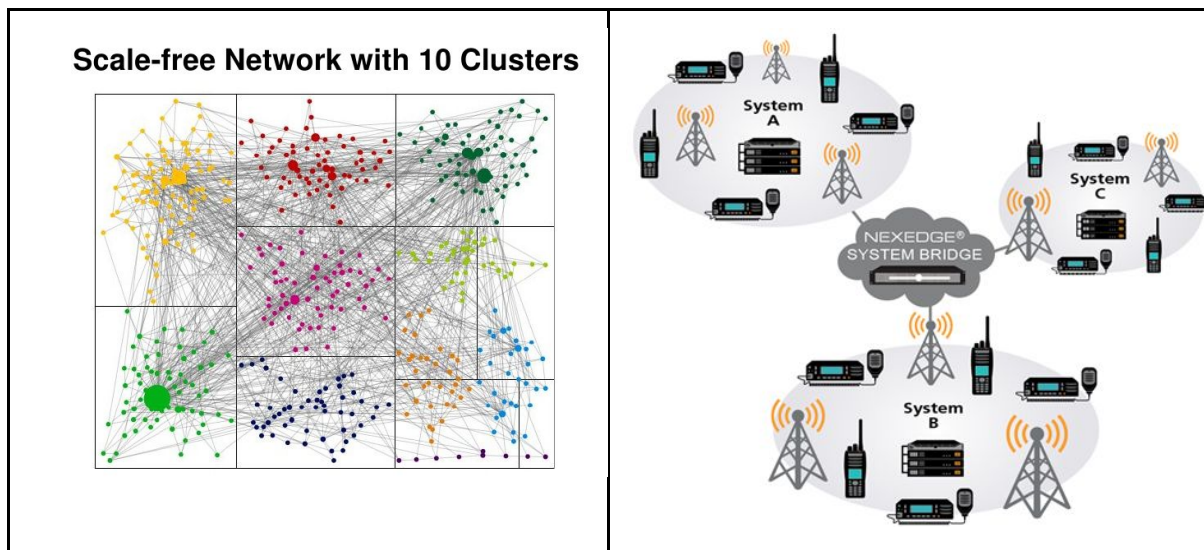 Scale-free Network with 10 Clusters
System
A
System
C
NEXEDGE®
SYSTEM BRIDGE
System
B